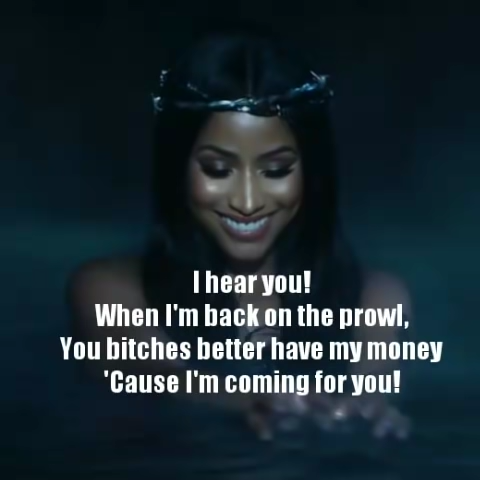 I hear you!
When I'm back on the prowl,
You bitches better have my money
'Cause I'm coming for you!